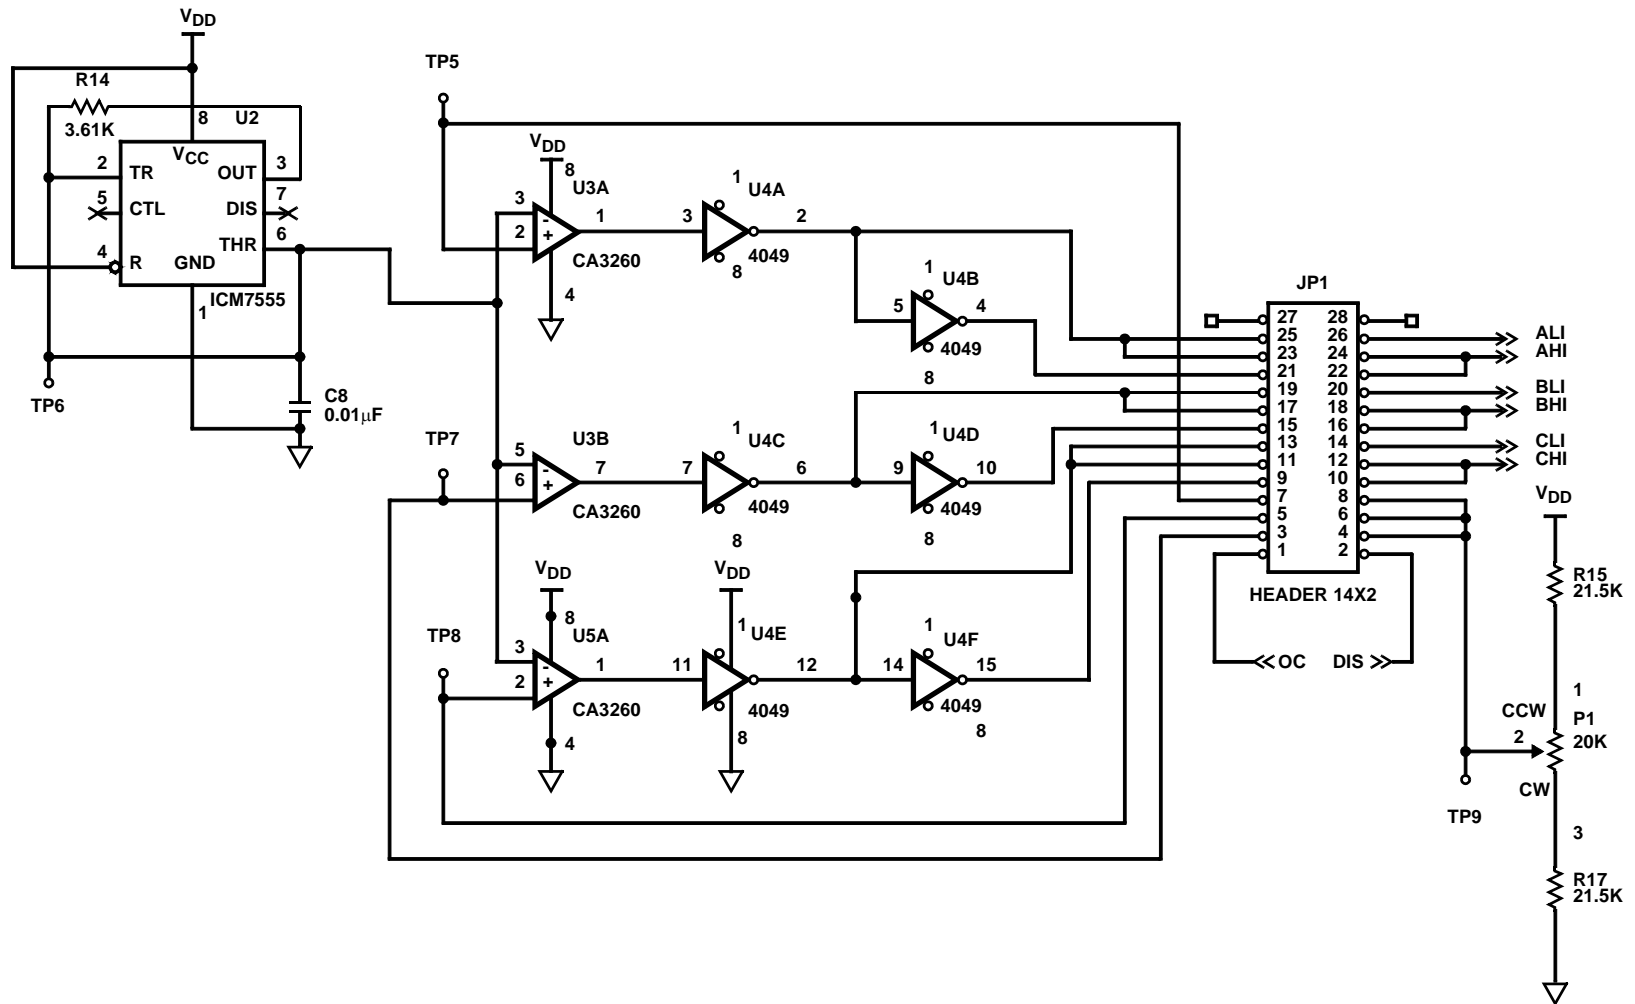 VDD
R14
3.61K
8
U2
VCC
2
TR
OUT
3
5
CTL
DIS
7
THR
6
4
R
GND
ICM7555
1
TP6
C8
0.01µF
TP5
VDD
8
U3A
3
-
2
+
1
CA3260
4
1
U4A
3
2
4049
8
1
U4B
5
4
4049
8
TP7
U3B
5
-
6
+
7
CA3260
1
U4C
7
6
4049
8
1
U4D
9
10
4049
8
VDD
8
TP8
U5A
3
-
2
+
1
CA3260
4
VDD
1
U4E
11
12
4049
8
1
U4F
14
15
4049
8
JP1
27 28
25 26
23 24
21 22
19 20
17 18
15 16
13 14
11 12
9 10
7 8
5 6
3 4
1 2
HEADER 14X2
OC
DIS
ALI
AHI
BLI
BHI
CLI
CHI
VDD
R15
21.5K
1
CCW
P1
2
20K
CW
TP9
3
R17
21.5K